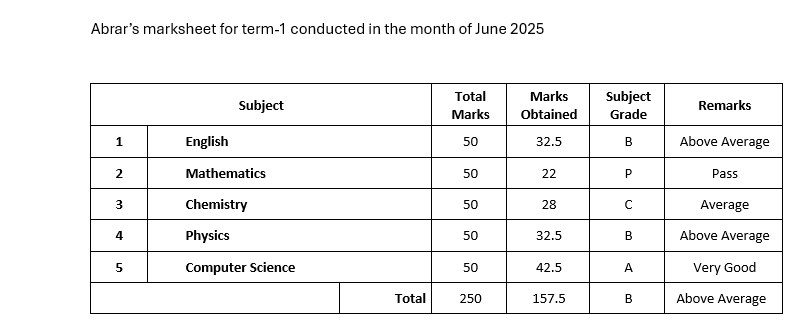 Abrar’s marksheet for term-1 conducted in the month of June 2025
Subject Total Marks Marks Obtained Subject Grade Remarks
1 English 50 32.5 B Above Average
2 Mathematics 50 22 P Pass
3 Chemistry 50 28 C Average
4 Physics 50 32.5 B Above Average
5 Computer Science 50 42.5 A Very Good
Total 250 157.5 B Above Average